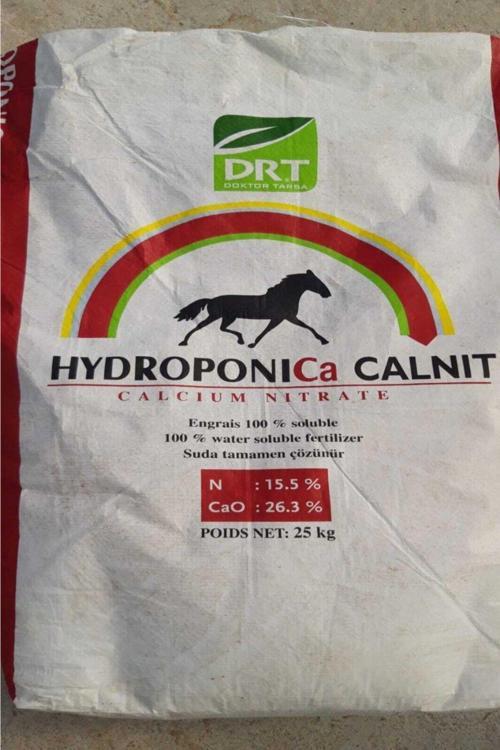 DRT
DOKTOR TARSA
HYDROPONICa CALNIT
CALCIUM NITRATE
Engrais 100 % soluble
100 % water soluble fertilizer
Suda tamamen çözünür
N : 15.5 %
CaO : 26.3 %
POIDS NET: 25 kg